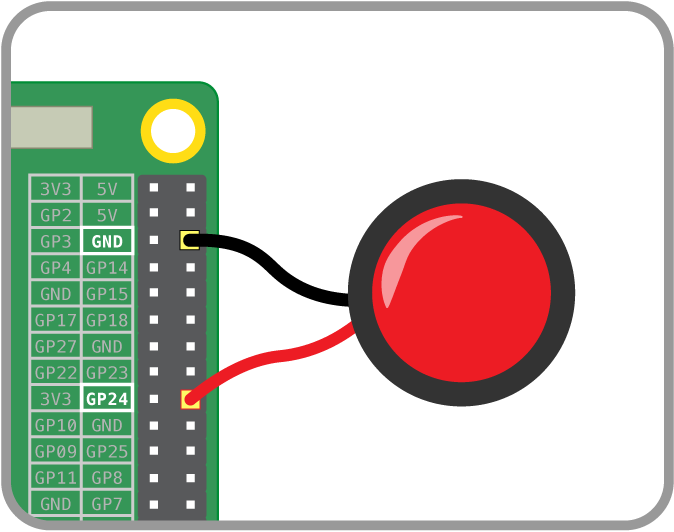 3V3 5V
GP2 5V
GP3 GND
GP4 GP14
GND GP15
GP17 GP18
GP27 GND
GP22 GP23
3V3 GP24
GP10 GND
GP09 GP25
GP11 GP8
GND GP7